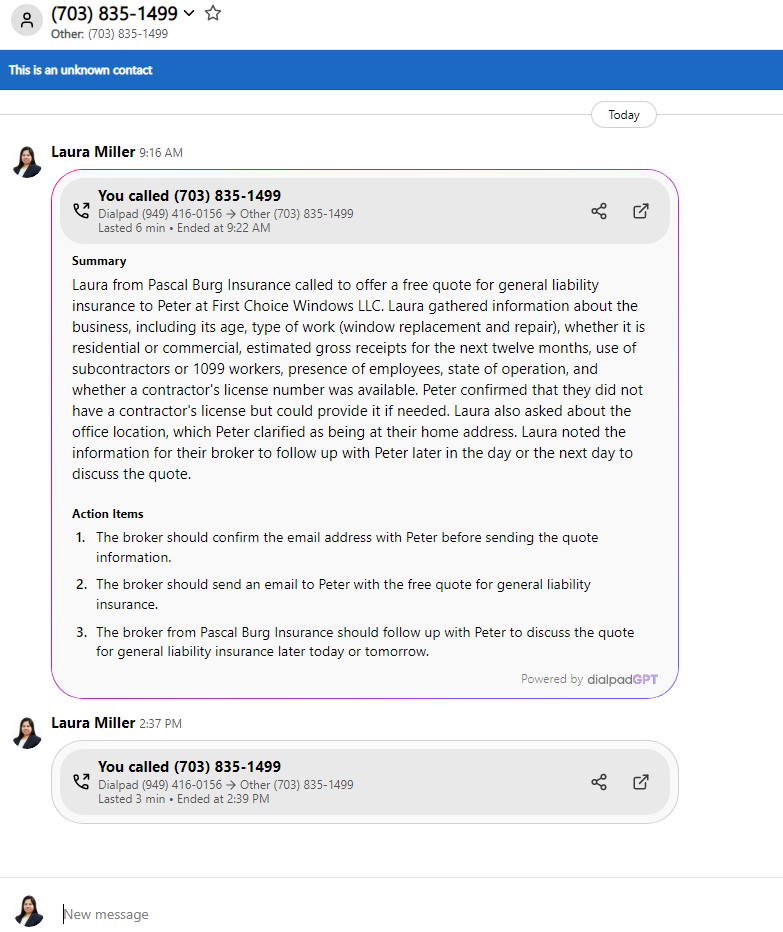 (703) 835-1499
Other: (703) 835-1499
This is an unknown contact
Today
Laura Miller 9:16 AM
You called (703) 835-1499
Dialpad (949) 416-0156 → Other (703) 835-1499
Lasted 6 min • Ended at 9:22 AM
Summary
Laura from Pascal Burg Insurance called to offer a free quote for general liability
insurance to Peter at First Choice Windows LLC. Laura gathered information about the
business, including its age, type of work (window replacement and repair), whether it is
residential or commercial, estimated gross receipts for the next twelve months, use of
subcontractors or 1099 workers, presence of employees, state of operation, and
whether a contractor's license number was available. Peter confirmed that they did not
have a contractor's license but could provide it if needed. Laura also asked about the
office location, which Peter clarified as being at their home address. Laura noted the
information for their broker to follow up with Peter later in the day or the next day to
discuss the quote.
Action Items
1. The broker should confirm the email address with Peter before sending the quote
information.
2. The broker should send an email to Peter with the free quote for general liability
insurance.
3. The broker from Pascal Burg Insurance should follow up with Peter to discuss the quote
for general liability insurance later today or tomorrow.
Powered by dialpadGPT
Laura Miller 2:37 PM
You called (703) 835-1499
Dialpad (949) 416-0156 → Other (703) 835-1499
Lasted 3 min • Ended at 2:39 PM
New message